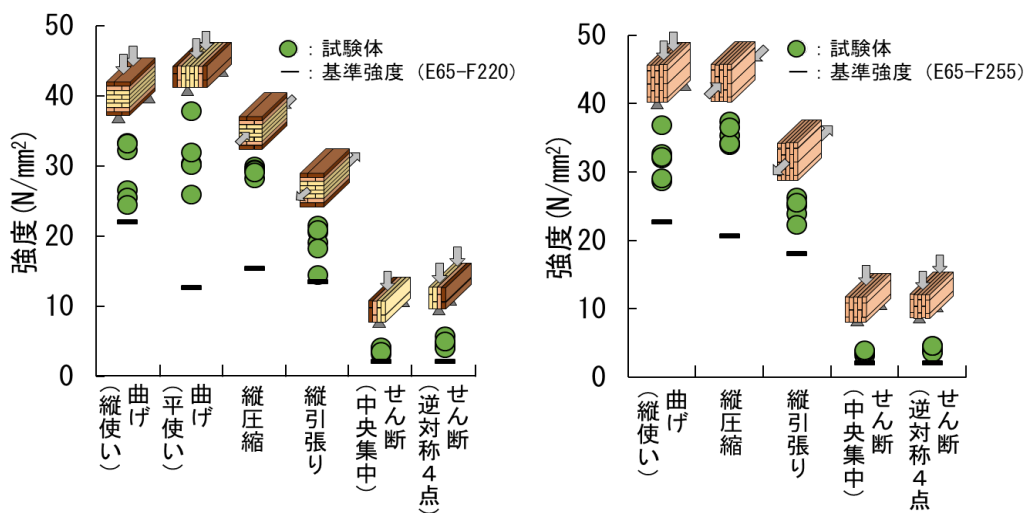 強度(N/mm²)
50
40
30
20
10
0
：試験体
：基準強度 (E65-F220)
曲げ
(縦使い)
曲げ
(平使い)
縦圧縮
縦引張り
せん断
(中央集中)
せん断
(逆対称４点)
強度(N/mm²)
50
40
30
20
10
0
：試験体
：基準強度 (E65-F255)
曲げ
(縦使い)
縦圧縮
縦引張り
せん断
(中央集中)
せん断
(逆対称４点